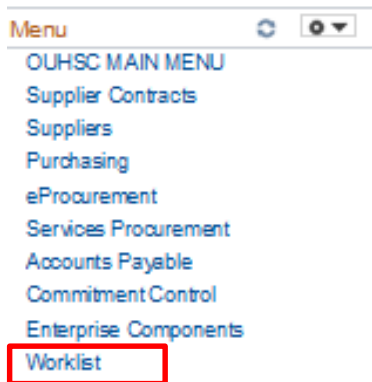 Menu
OUHSC MAIN MENU
Supplier Contracts
Suppliers
Purchasing
eProcurement
Services Procurement
Accounts Payable
Commitment Control
Enterprise Components
Worklist